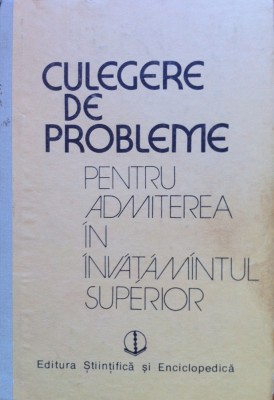 CULEGERE
DE
PROBLEME
PENTRU
ADMITEREA
ÎN
ÎNVĂȚĂMÎNTUL
SUPERIOR
Editura Științifică și Enciclopedică